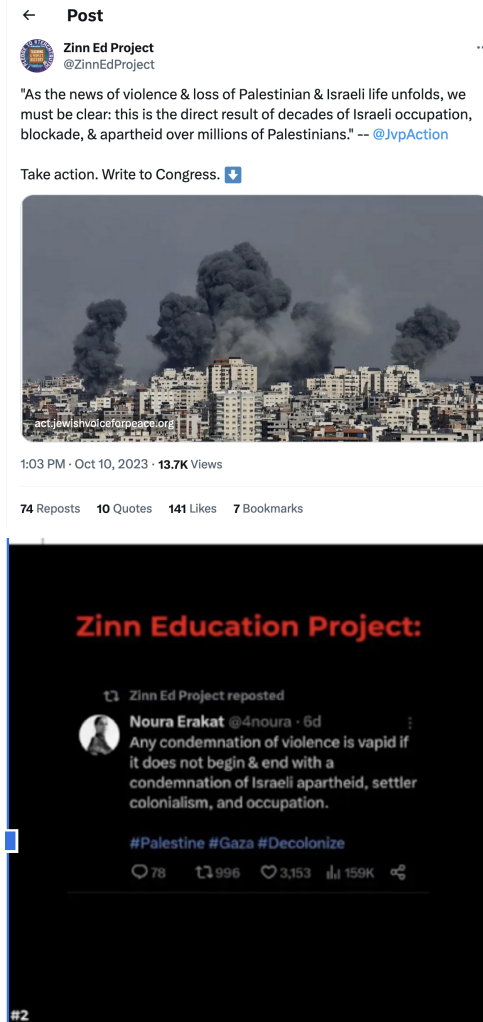 Post
Zinn Ed Project
@ZinnEdProject
"As the news of violence & loss of Palestinian & Israeli life unfolds, we
must be clear: this is the direct result of decades of Israeli occupation,
blockade, & apartheid over millions of Palestinians." -- @JvpAction
Take action. Write to Congress. ⬇️
act.jewishvoiceforpeace.org
1:03 PM · Oct 10, 2023 · 13.7K Views
74 Reposts 10 Quotes 141 Likes 7 Bookmarks
Zinn Education Project:
Zinn Ed Project reposted
Noura Erakat @4noura · 6d
Any condemnation of violence is vapid if
it does not begin & end with a
condemnation of Israeli apartheid, settler
colonialism, and occupation.
#Palestine #Gaza #Decolonize
78 996 3,153 159K
#2